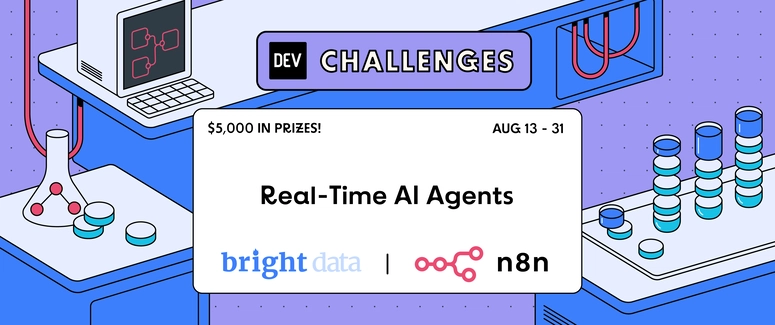 DEV CHALLENGES
$5,000 IN PRIZES! AUG 13 - 31
Real-Time AI Agents
bright data | n8n